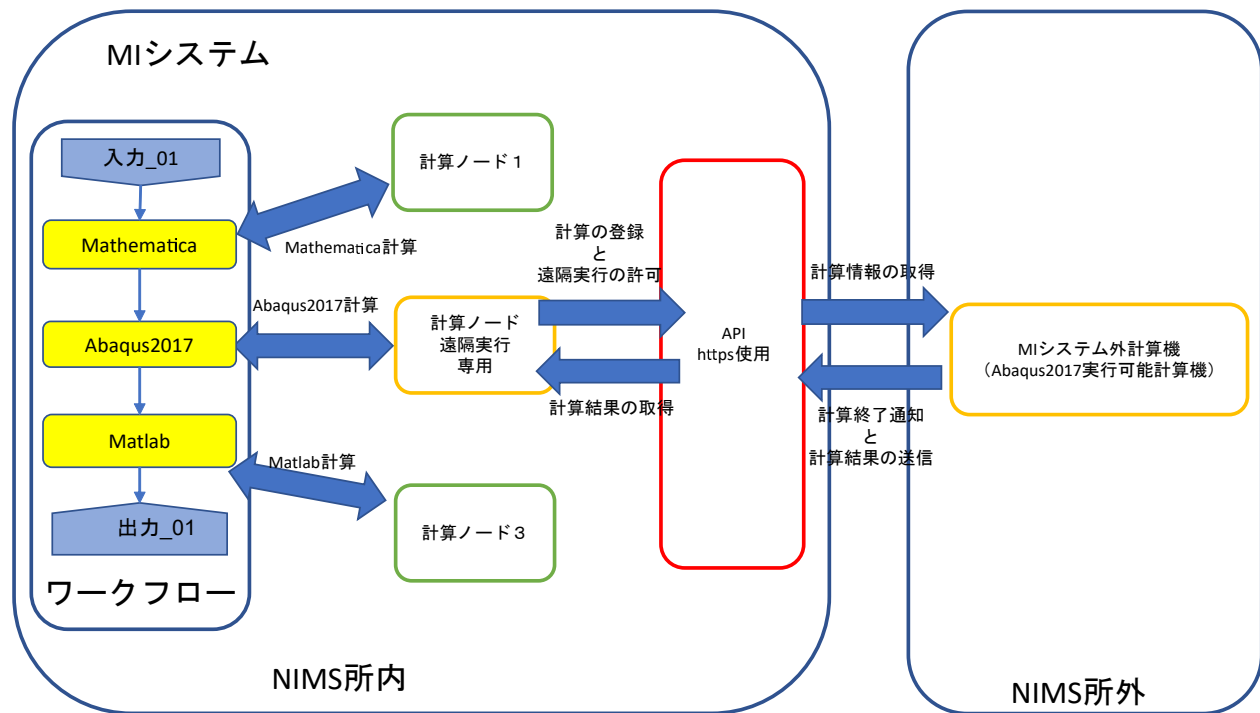 MIシステム
入力_01
Mathematica
Abaqus2017
Matlab
出力_01
ワークフロー
Mathematica計算
Abaqus2017計算
Matlab計算
計算ノード１
計算ノード
遠隔実行
専用
計算ノード３
計算の登録
と
遠隔実行の許可
計算結果の取得
API
https使用
計算情報の取得
計算終了通知
と
計算結果の送信
MIシステム外計算機
（Abaqus2017実行可能計算機）
NIMS所内
NIMS所外